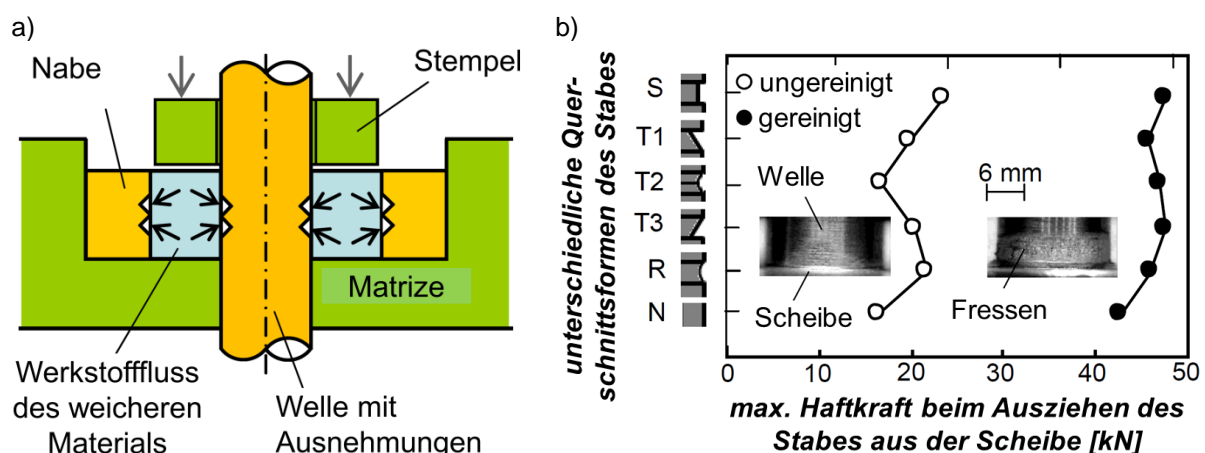 a)
Nabe
Stempel
Matrize
Werkstofffluss
des weicheren
Materials
Welle mit
Ausnehmungen
b)
unterschiedliche Quer-
schnittsformen des Stabes
S
T1
T2
T3
R
N
ungereinigt
gereinigt
Welle
6 mm
Scheibe
Fressen
0
10
20
30
40
50
max. Haftkraft beim Ausziehen des
Stabes aus der Scheibe [kN]